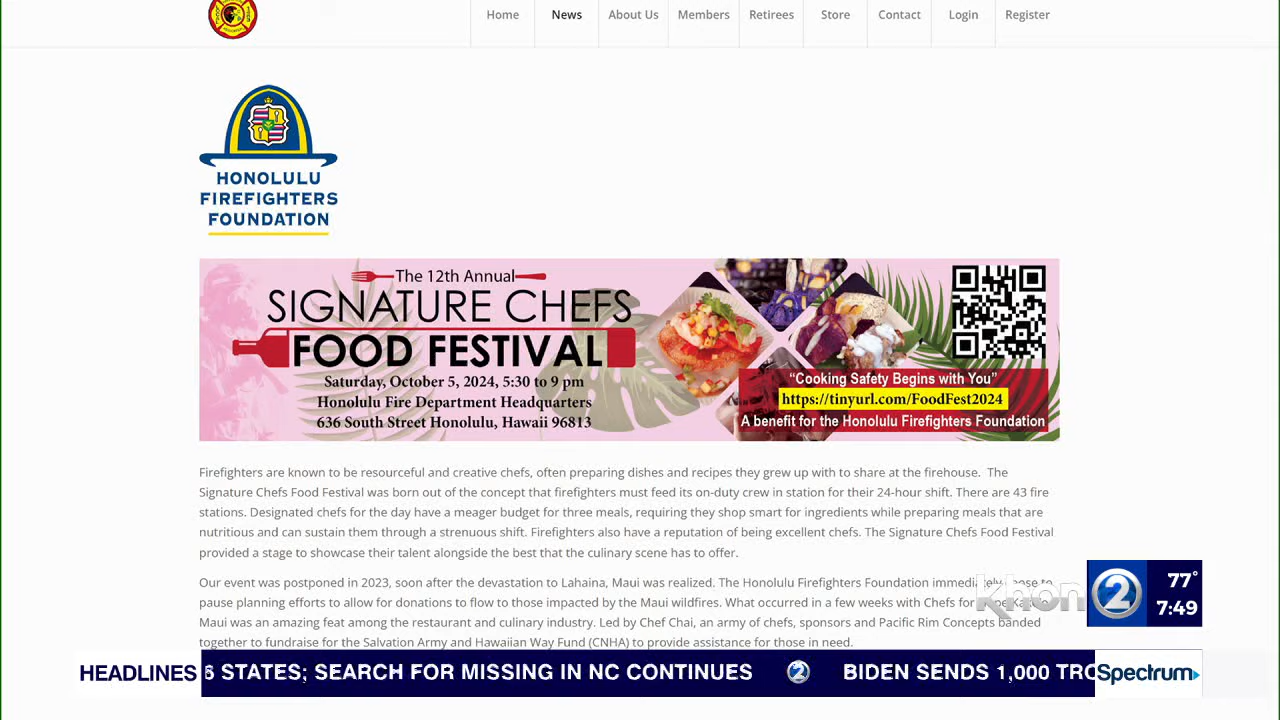 Home News About Us Members Retirees Store Contact Login Register
HONOLULU
FIREFIGHTERS
FOUNDATION
The 12th Annual
SIGNATURE CHEFS
FOOD FESTIVAL
Saturday, October 5, 2024, 5:30 to 9 pm
Honolulu Fire Department Headquarters
636 South Street Honolulu, Hawaii 96813
“Cooking Safety Begins with You”
https://tinyurl.com/FoodFest2024
A benefit for the Honolulu Firefighters Foundation
Firefighters are known to be resourceful and creative chefs, often preparing dishes and recipes they grew up with to share at the firehouse. The
Signature Chefs Food Festival was born out of the concept that firefighters must feed its on-duty crew in station for their 24-hour shift. There are 43 fire
stations. Designated chefs for the day have a meager budget for three meals, requiring they shop smart for ingredients while preparing meals that are
nutritious and can sustain them through a strenuous shift. Firefighters also have a reputation of being excellent chefs. The Signature Chefs Food Festival
provided a stage to showcase their talent alongside the best that the culinary scene has to offer.
Our event was postponed in 2023, soon after the devastation to Lahaina, Maui was realized. The Honolulu Firefighters Foundation immediately chose to
pause planning efforts to allow for donations to flow to those impacted by the Maui wildfires. What occurred in a few weeks with Chefs for
Maui was an amazing feat among the restaurant and culinary industry. Led by Chef Chai, an army of chefs, sponsors and Pacific Rim Concepts banded
together to fundraise for the Salvation Army and Hawaiian Way Fund (CNHA) to provide assistance for those in need.
khon 2
77°
7:49
HEADLINES 6 STATES; SEARCH FOR MISSING IN NC CONTINUES 2 BIDEN SENDS 1,000 TRO Spectrum